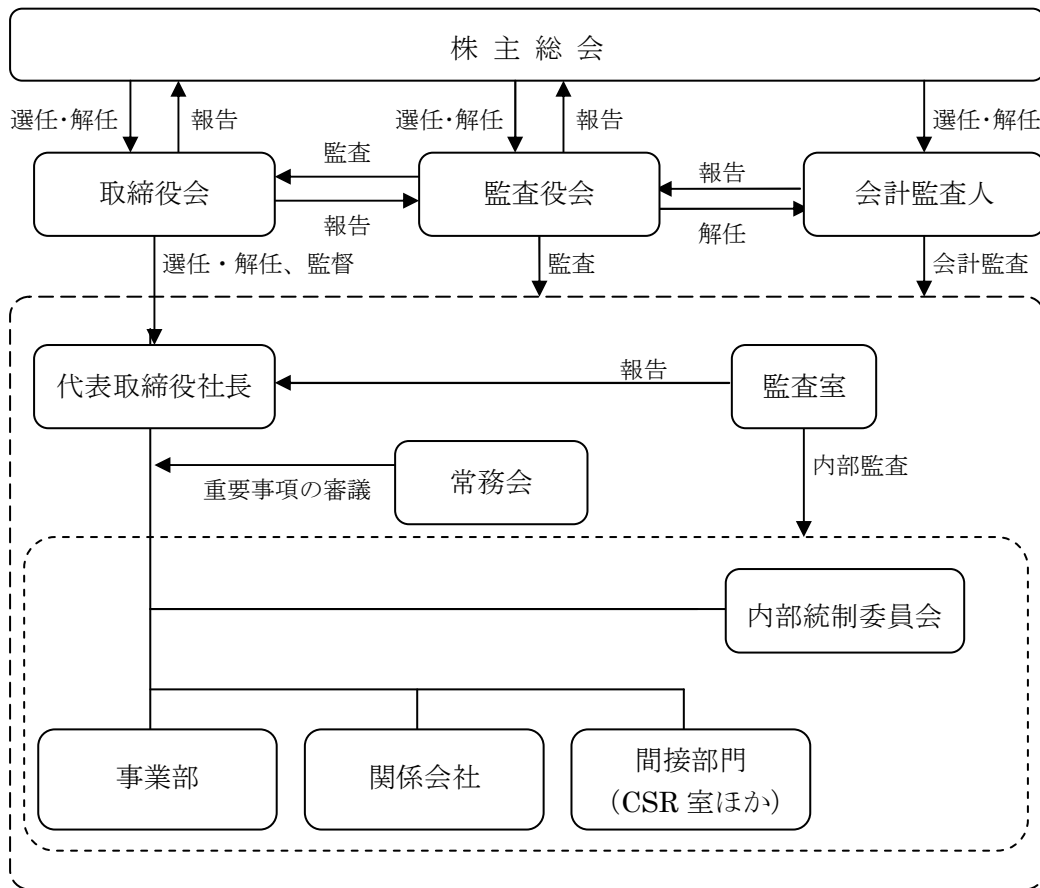 株 主 総 会
選任･解任
報告
選任･解任
報告
選任･解任
取締役会
監査
報告
監査役会
報告
解任
会計監査人
選任・解任、監督
監査
会計監査
代表取締役社長
報告
監査室
重要事項の審議
常務会
内部監査
内部統制委員会
事業部
関係会社
間接部門
（CSR 室ほか）